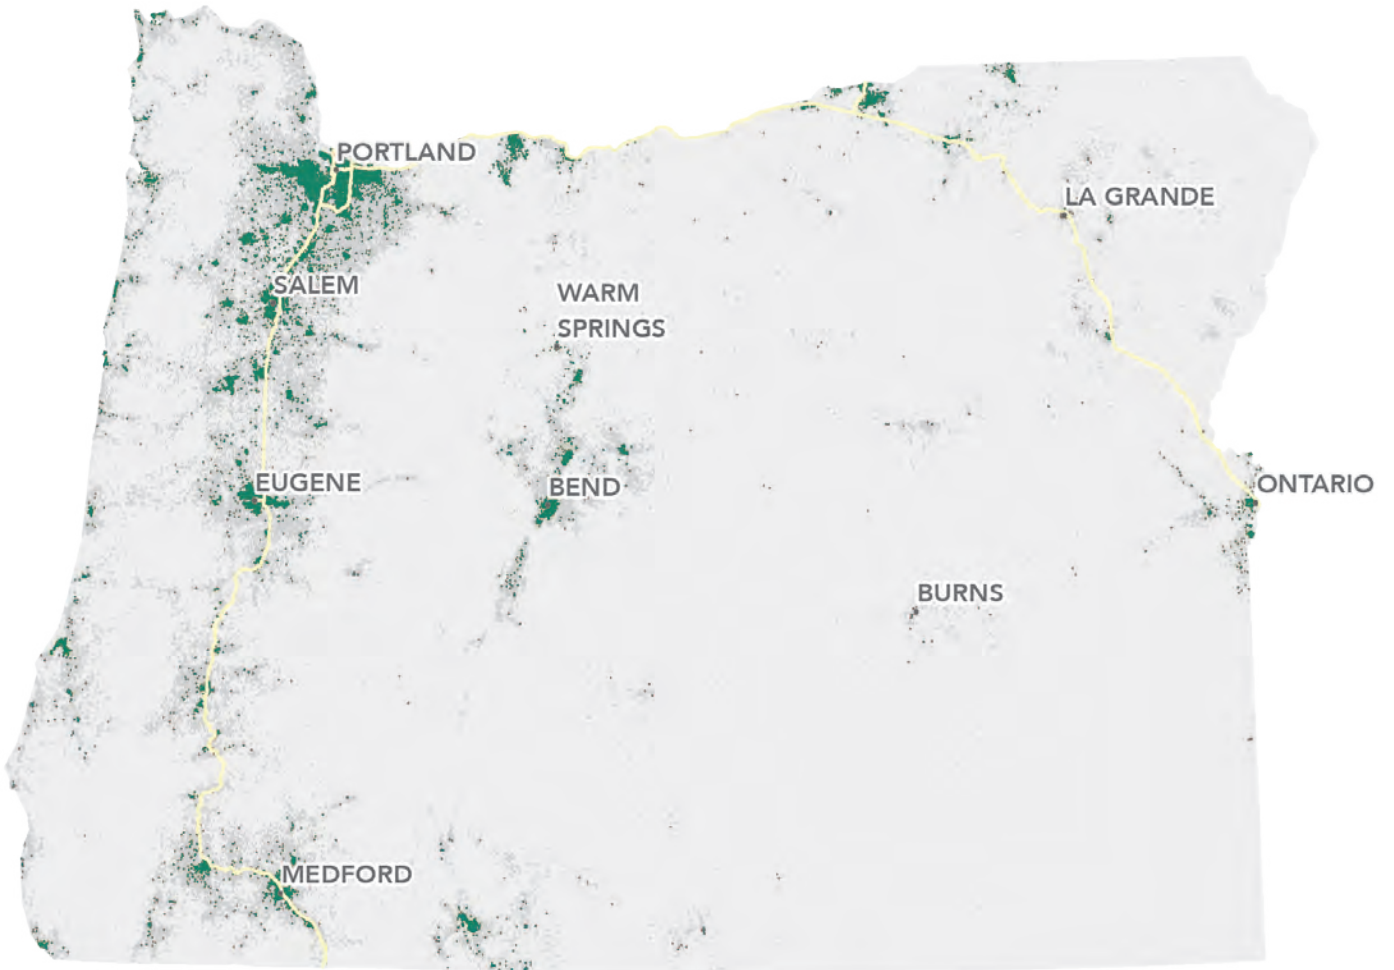 PORTLAND
LA GRANDE
SALEM
WARM
SPRINGS
EUGENE
BEND
ONTARIO
BURNS
MEDFORD